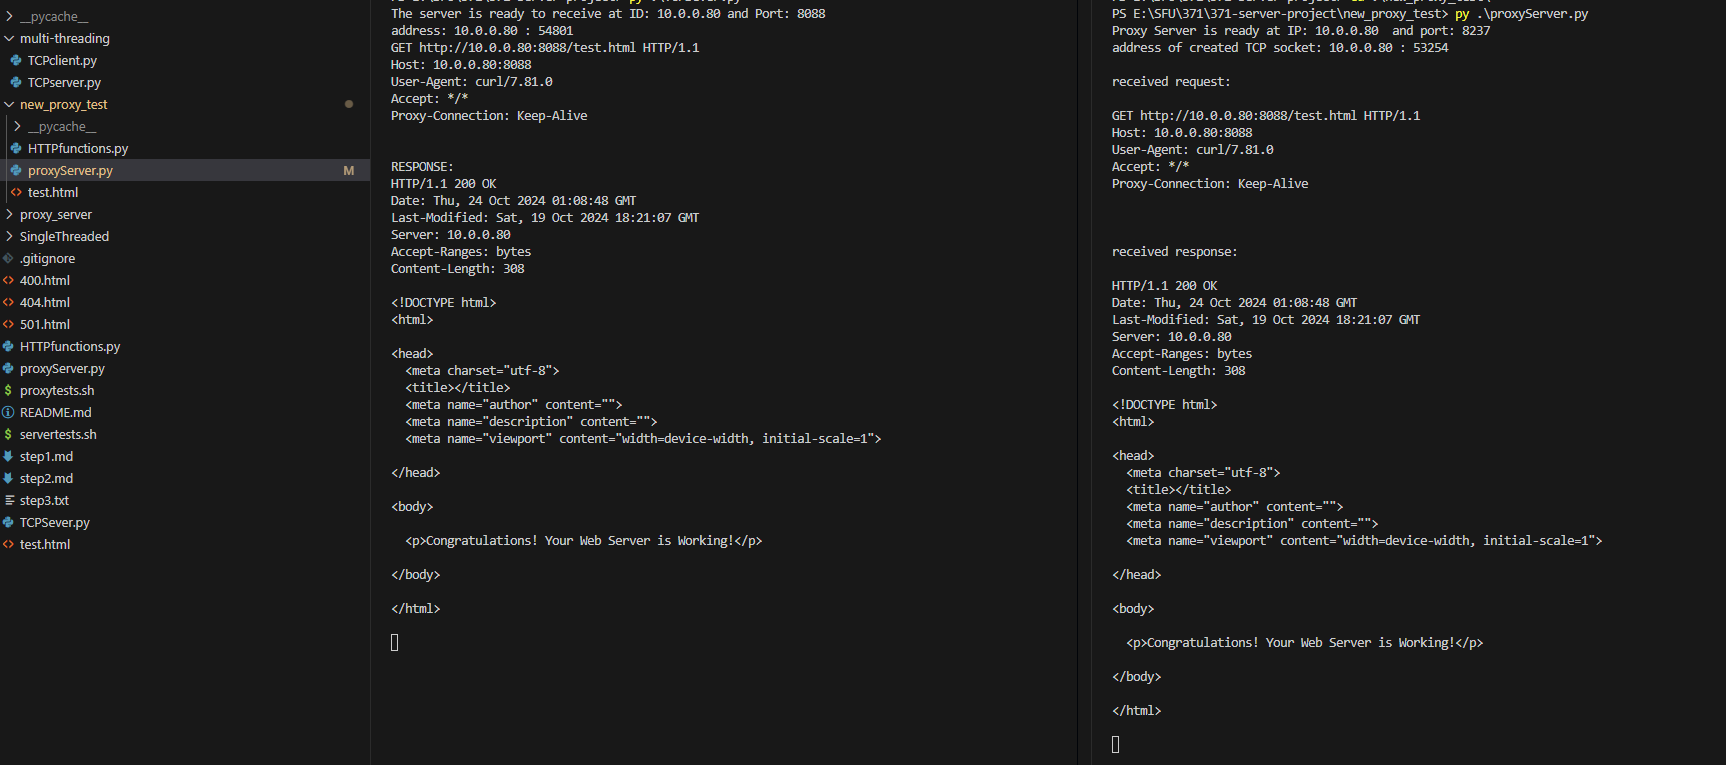 __pycache__
multi-threading
TCPclient.py
TCPserver.py
new_proxy_test
__pycache__
HTTPfunctions.py
proxyServer.py M
test.html
proxy_server
SingleThreaded
.gitignore
400.html
404.html
501.html
HTTPfunctions.py
proxyServer.py
proxytests.sh
README.md
servertests.sh
step1.md
step2.md
step3.txt
TCPSever.py
test.html
The server is ready to receive at ID: 10.0.0.80 and Port: 8088
address: 10.0.0.80 : 54801
GET http://10.0.0.80:8088/test.html HTTP/1.1
Host: 10.0.0.80:8088
User-Agent: curl/7.81.0
Accept: */*
Proxy-Connection: Keep-Alive
RESPONSE:
HTTP/1.1 200 OK
Date: Thu, 24 Oct 2024 01:08:48 GMT
Last-Modified: Sat, 19 Oct 2024 18:21:07 GMT
Server: 10.0.0.80
Accept-Ranges: bytes
Content-Length: 308
<!DOCTYPE html>
<html>
<head>
<meta charset="utf-8">
<title></title>
<meta name="author" content="">
<meta name="description" content="">
<meta name="viewport" content="width=device-width, initial-scale=1">
</head>
<body>
<p>Congratulations! Your Web Server is Working!</p>
</body>
</html>
PS E:\SFU\371\371-server-project\new_proxy_test> py .\proxyServer.py
Proxy Server is ready at IP: 10.0.0.80  and port: 8237
address of created TCP socket: 10.0.0.80 : 53254
received request:
GET http://10.0.0.80:8088/test.html HTTP/1.1
Host: 10.0.0.80:8088
User-Agent: curl/7.81.0
Accept: */*
Proxy-Connection: Keep-Alive
received response:
HTTP/1.1 200 OK
Date: Thu, 24 Oct 2024 01:08:48 GMT
Last-Modified: Sat, 19 Oct 2024 18:21:07 GMT
Server: 10.0.0.80
Accept-Ranges: bytes
Content-Length: 308
<!DOCTYPE html>
<html>
<head>
<meta charset="utf-8">
<title></title>
<meta name="author" content="">
<meta name="description" content="">
<meta name="viewport" content="width=device-width, initial-scale=1">
</head>
<body>
<p>Congratulations! Your Web Server is Working!</p>
</body>
</html>